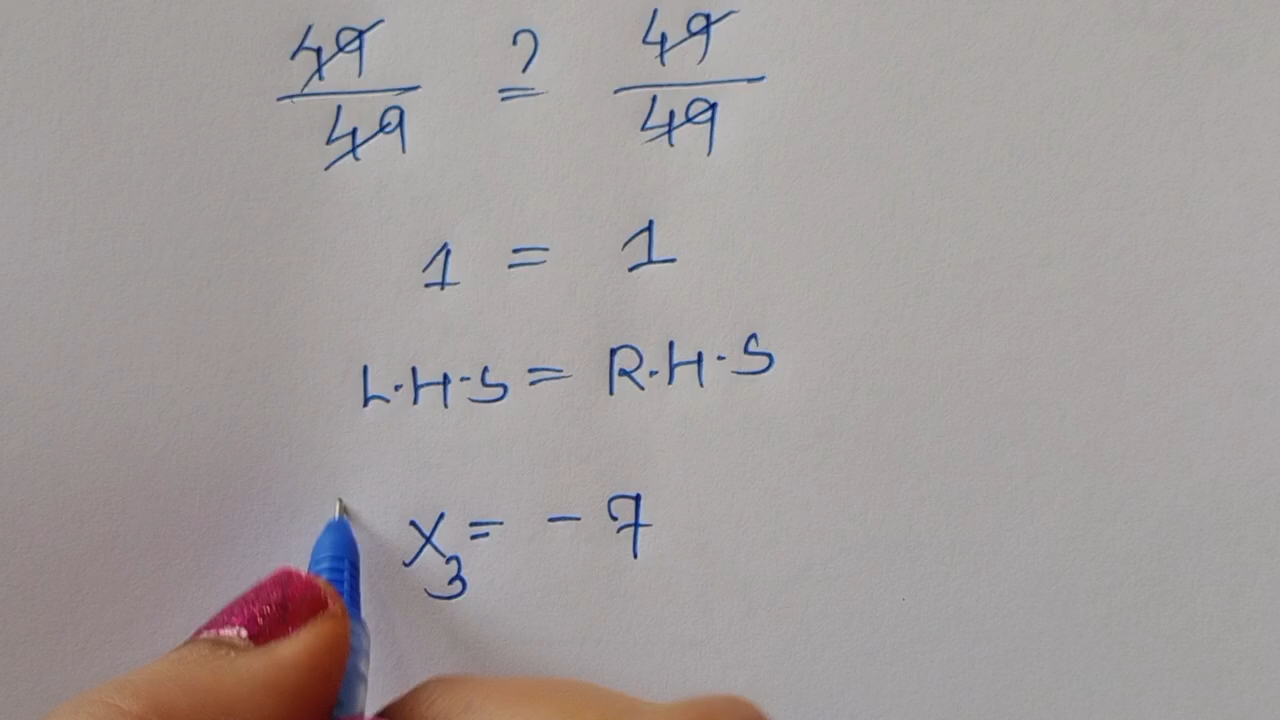 49/49 ?= 49/49
1 = 1
L.H.S = R.H.S
x₃ = - 7